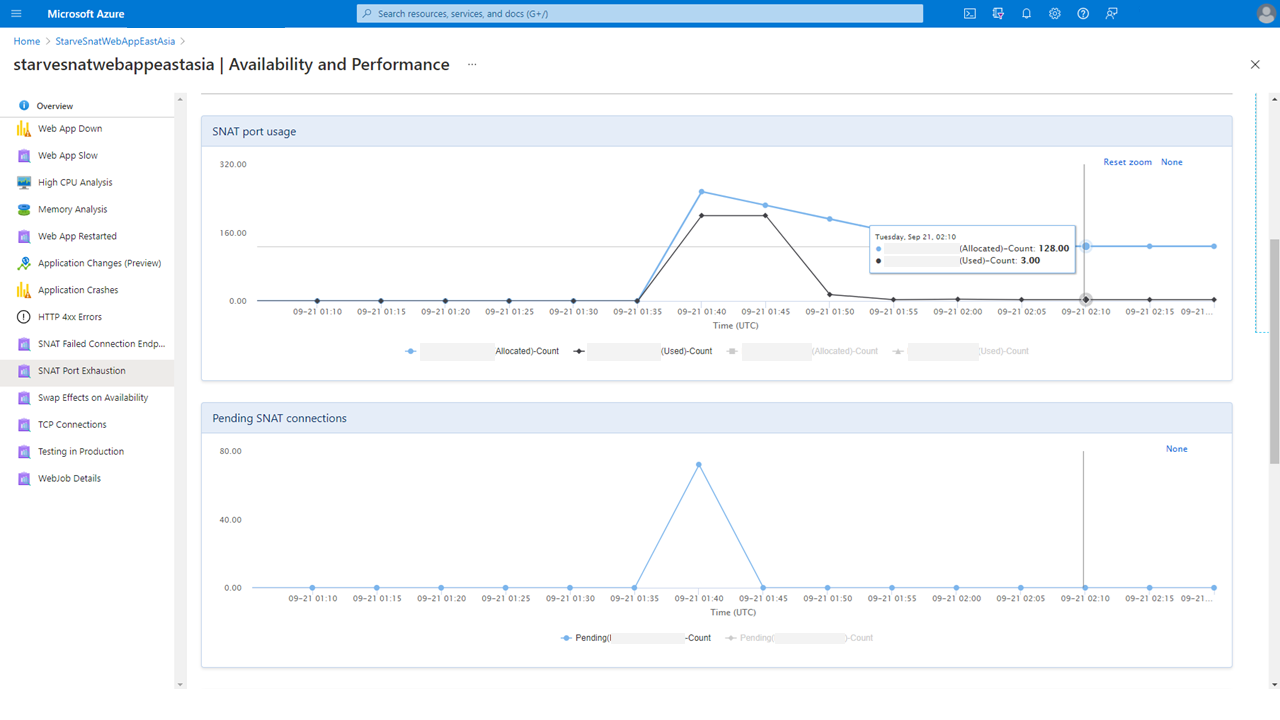 Microsoft Azure
Search resources, services, and docs (G+/)
Home > StarveSnatWebAppEastAsia >
starvesnatwebappeastasia | Availability and Performance ...
Overview
Web App Down
Web App Slow
High CPU Analysis
Memory Analysis
Web App Restarted
Application Changes (Preview)
Application Crashes
HTTP 4xx Errors
SNAT Failed Connection Endp...
SNAT Port Exhaustion
Swap Effects on Availability
TCP Connections
Testing in Production
WebJob Details
SNAT port usage
Reset zoom None
320.00
160.00
0.00
Tuesday, Sep 21, 02:10
(Allocated)-Count: 128.00
(Used)-Count: 3.00
09-21 01:10 09-21 01:15 09-21 01:20 09-21 01:25 09-21 01:30 09-21 01:35 09-21 01:40 09-21 01:45 09-21 01:50 09-21 01:55 09-21 02:00 09-21 02:05 09-21 02:10 09-21 02:15 09-21...
Time (UTC)
Allocated)-Count (Used)-Count (Allocated)-Count (Used)-Count
Pending SNAT connections
None
80.00
40.00
0.00
09-21 01:10 09-21 01:15 09-21 01:20 09-21 01:25 09-21 01:30 09-21 01:35 09-21 01:40 09-21 01:45 09-21 01:50 09-21 01:55 09-21 02:00 09-21 02:05 09-21 02:10 09-21 02:15 09-21...
Time (UTC)
Pending( -Count Pending( )-Count